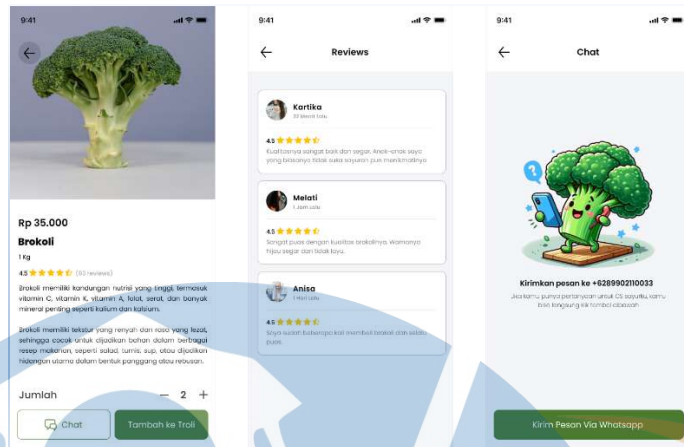 9:41
Rp 35.000
Brokoli
1 Kg
4.5 (92 reviews)
Brokoli memiliki kandungan nutrisi yang tinggi, termasuk
vitamin C, vitamin K, vitamin A, folat, serat, dan banyak
mineral penting seperti kalium dan kalsium.
Brokoli memiliki tekstur yang renyah dan rasa yang lezat,
sehingga cocok untuk dijadikan bahan dalam berbagai
resep makanan, seperti salad, tumis, sup, atau dijadikan
hidangan utama dalam bentuk panggang atau rebusan.
Jumlah
2
Chat
Tambah ke Troli
9:41
Reviews
Kartika
Lalu
4.5
Kualitasnya sangat baik dan segar. Anak-anak saya
yang biasanya tidak suka sayuran pun menikmatinya
Melati
1 Jam Lalu
4.5
Sangat puas dengan kualitas brokolinya. Warnanya
hijau segar dan tidak layu.
Anisa
1 Hari Lalu
4.5
Saya sudah beberapa kali membeli brokoli dan selalu
puas.
9:41
Chat
Kirimkan pesan ke +6289902110033
Jika kamu punya pertanyaan untuk CS sayurku, kamu
bisa langsung klik tombol dibawah
Kirim Pesan Via Whatsapp